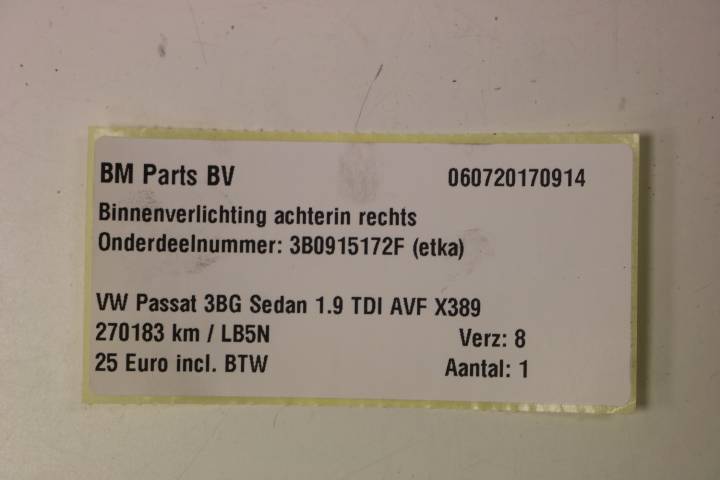 BM Parts BV 060720170914
Binnenverlichting achterin rechts
Onderdeelnummer: 3B0915172F (etka)
VW Passat 3BG Sedan 1.9 TDI AVF X389
270183 km / LB5N Verz: 8
25 Euro incl. BTW Aantal: 1